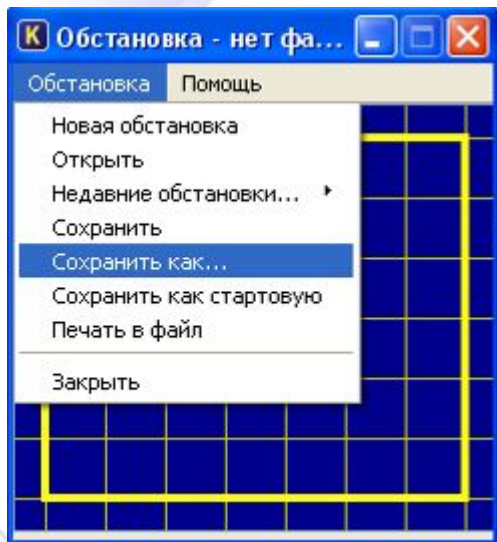 K Обстановка - нет фа...
Обстановка Помощь
Новая обстановка
Открыть
Недавние обстановки...
Сохранить
Сохранить как...
Сохранить как стартовую
Печать в файл
Закрыть